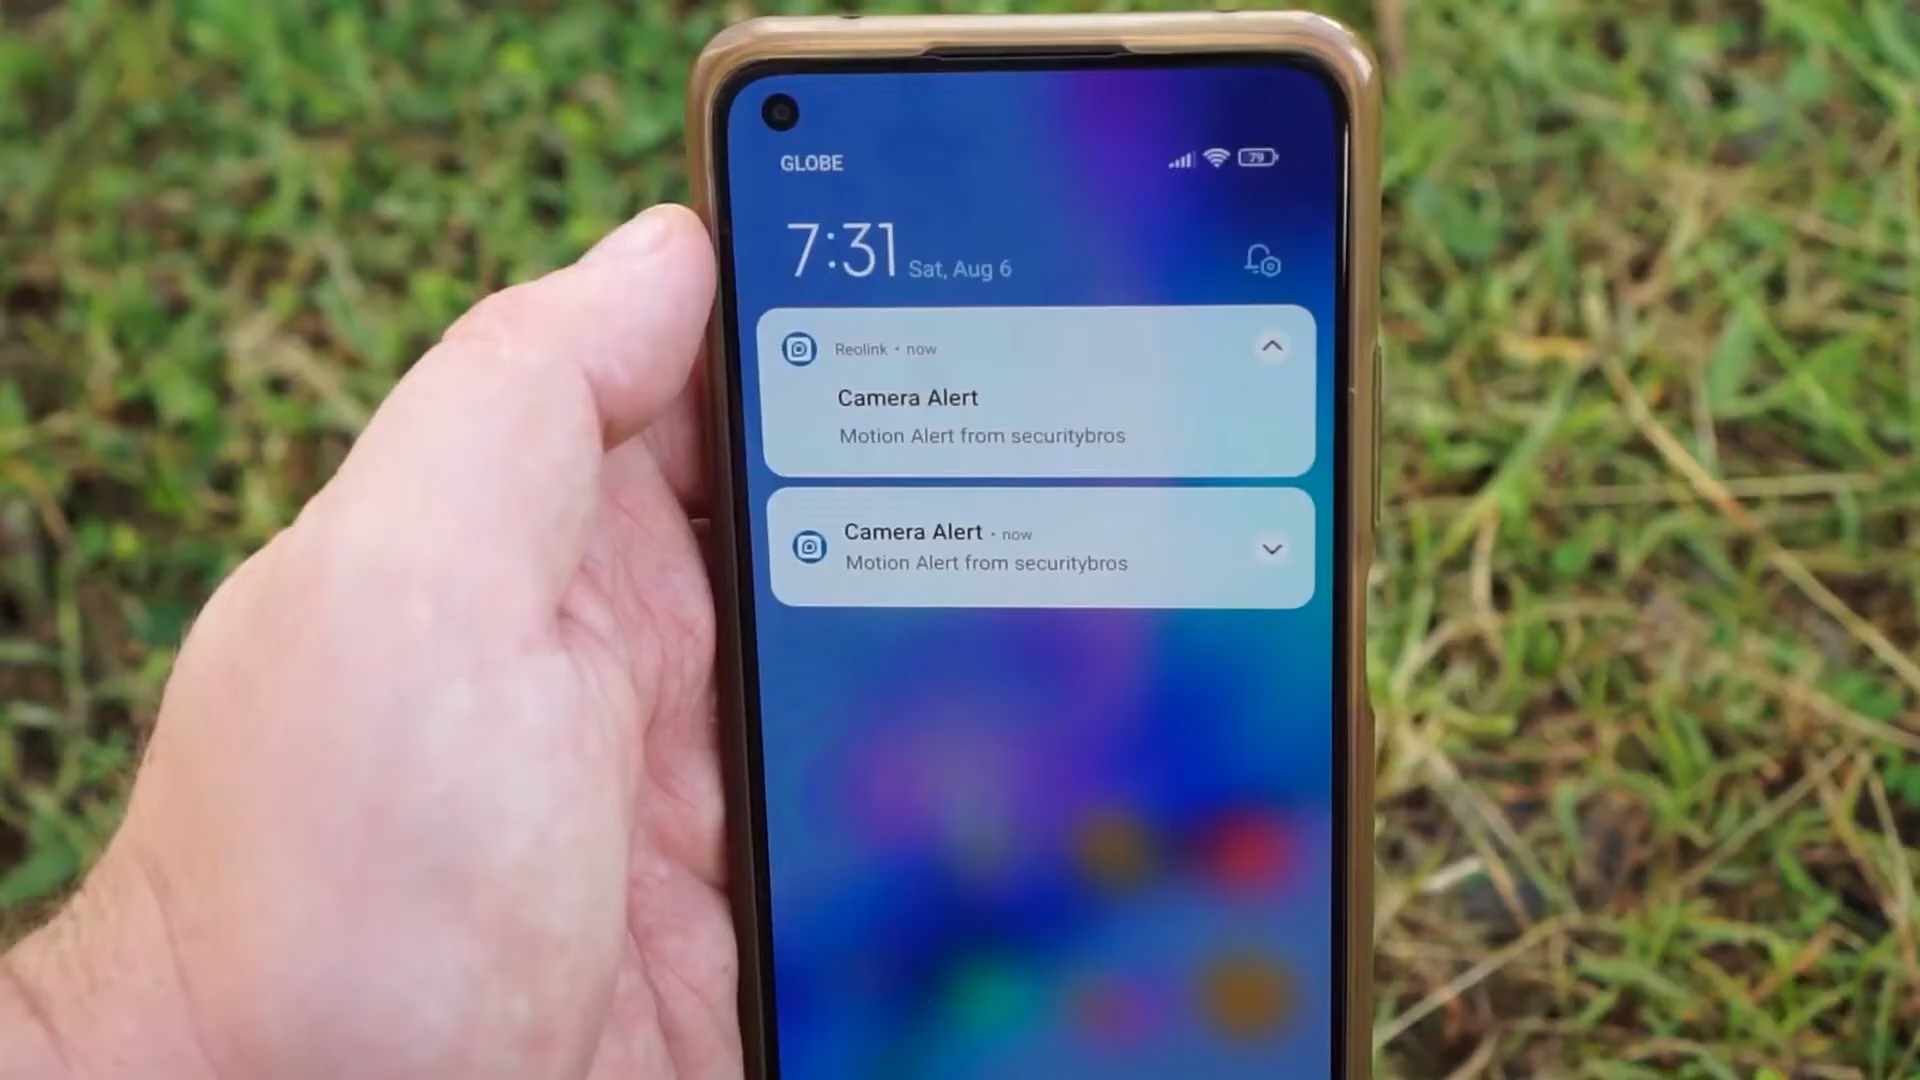 GLOBE
79
7:31 Sat, Aug 6
Reolink • now
Camera Alert
Motion Alert from securitybros
Camera Alert • now
Motion Alert from securitybros